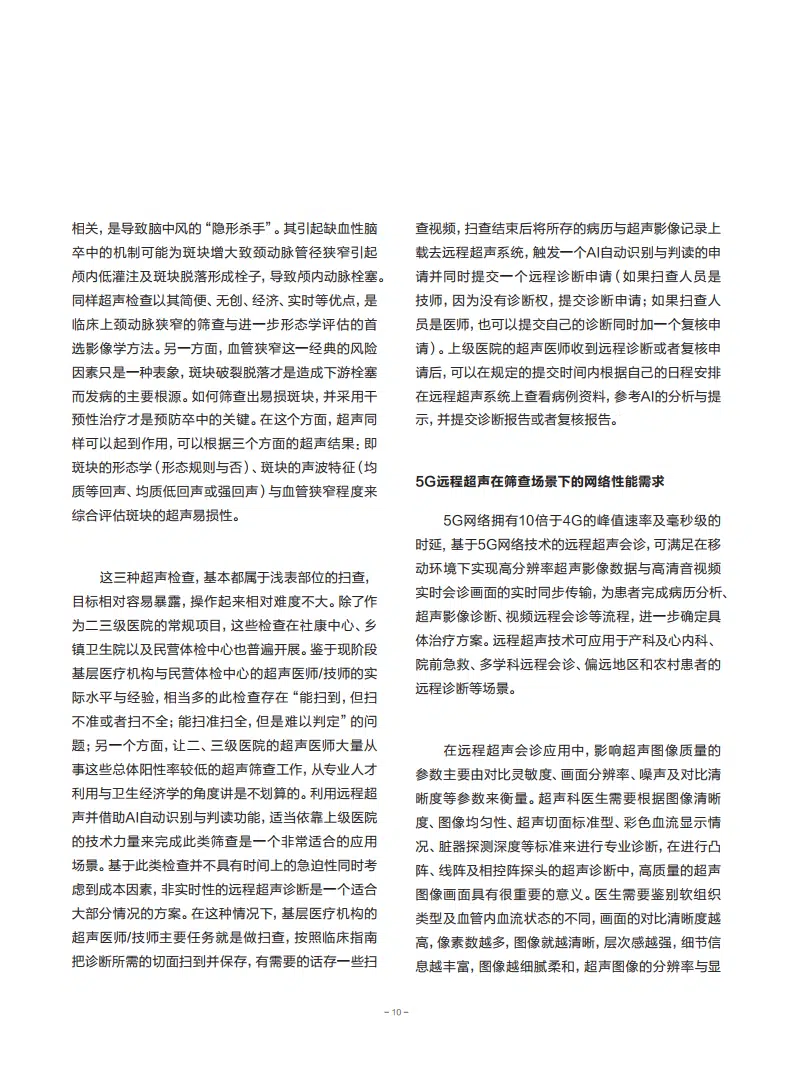 相关，是导致脑中风的“隐形杀手”。其引起缺血性脑
卒中的机制可能为斑块增大致颈动脉管径狭窄引起
颅内低灌注及斑块脱落形成栓子，导致颅内动脉栓塞。
同样超声检查以其简便、无创、经济、实时等优点，是
临床上颈动脉狭窄的筛查与进一步形态学评估的首
选影像学方法。另一方面，血管狭窄这一经典的风险
因素只是一种表象，斑块破裂脱落才是造成下游栓塞
而发病的主要根源。如何筛查出易损斑块，并采用干
预性治疗才是预防卒中的关键。在这个方面，超声同
样可以起到作用，可以根据三个方面的超声结果：即
斑块的形态学（形态规则与否）、斑块的声波特征（均
质等回声、均质低回声或强回声）与血管狭窄程度来
综合评估斑块的超声易损性。
这三种超声检查，基本都属于浅表部位的扫查，
目标相对容易暴露，操作起来相对难度不大。除了作
为二三级医院的常规项目，这些检查在社康中心、乡
镇卫生院以及民营体检中心也普遍开展。鉴于现阶段
基层医疗机构与民营体检中心的超声医师/技师的实
际水平与经验，相当多的此检查存在“能扫到，但扫
不准或者扫不全；能扫准扫全，但是难以判定”的问
题；另一个方面，让二、三级医院的超声医师大量从
事这些总体阳性率较低的超声筛查工作，从专业人才
利用与卫生经济学的角度讲是不划算的。利用远程超
声并借助AI自动识别与判读功能，适当依靠上级医院
的技术力量来完成此类筛查是一个非常适合的应用
场景。基于此类检查并不具有时间上的急迫性同时考
虑到成本因素，非实时性的远程超声诊断是一个适合
大部分情况的方案。在这种情况下，基层医疗机构的
超声医师/技师主要任务就是做扫查，按照临床指南
把诊断所需的切面扫到并保存，有需要的话存一些扫
查视频，扫查结束后将所存的病历与超声影像记录上
载去远程超声系统，触发一个AI自动识别与判读的申
请并同时提交一个远程诊断申请（如果扫查人员是
技师，因为没有诊断权，提交诊断申请；如果扫查人
员是医师，也可以提交自己的诊断同时加一个复核申
请）。上级医院的超声医师收到远程诊断或者复核申
请后，可以在规定的提交时间内根据自己的日程安排
在远程超声系统上查看病例资料，参考AI的分析与提
示，并提交诊断报告或者复核报告。
5G远程超声在筛查场景下的网络性能需求
5G网络拥有10倍于4G的峰值速率及毫秒级的
时延, 基于5G网络技术的远程超声会诊，可满足在移
动环境下实现高分辨率超声影像数据与高清音视频
实时会诊画面的实时同步传输，为患者完成病历分析、
超声影像诊断、视频远程会诊等流程，进一步确定具
体治疗方案。远程超声技术可应用于产科及心内科、
院前急救、多学科远程会诊、偏远地区和农村患者的
远程诊断等场景。
在远程超声会诊应用中，影响超声图像质量的
参数主要由对比灵敏度、画面分辨率、噪声及对比清
晰度等参数来衡量。超声科医生需要根据图像清晰
度、图像均匀性、超声切面标准型、彩色血流显示情
况、脏器探测深度等标准来进行专业诊断，在进行凸
阵、线阵及相控阵探头的超声诊断中，高质量的超声
图像画面具有很重要的意义。医生需要鉴别软组织
类型及血管内血流状态的不同，画面的对比清晰度越
高，像素数越多，图像就越清晰，层次感越强，细节信
息越丰富，图像越细腻柔和，超声图像的分辨率与显
– 10 –